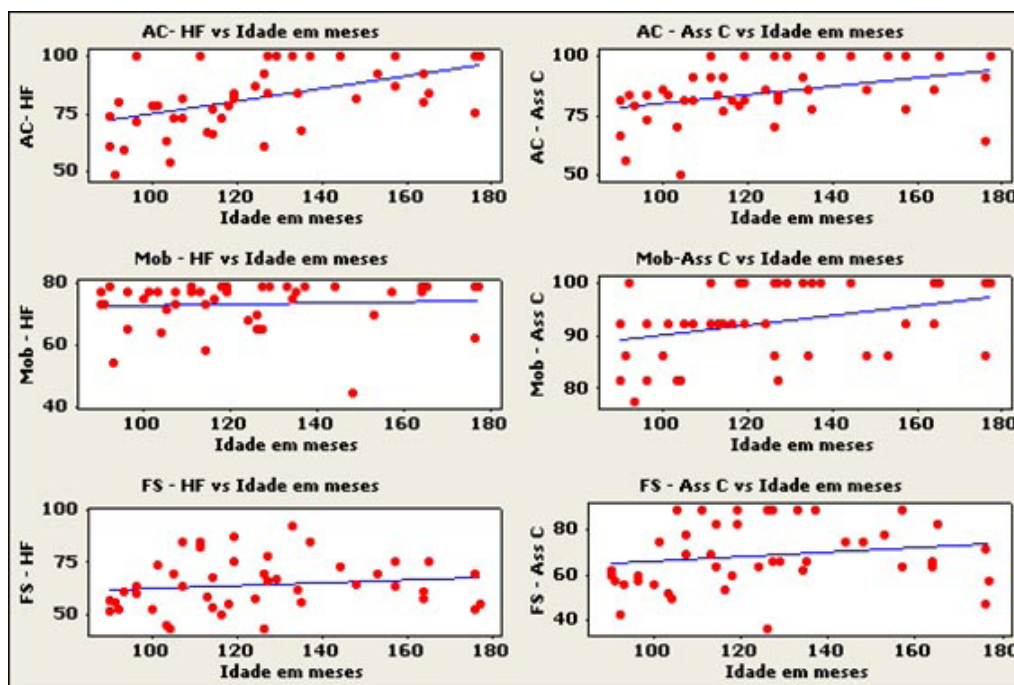 AC- HF vs Idade em meses
100
75
50
AC- HF
100 120 140 160 180
Idade em meses
AC - Ass C vs Idade em meses
100
75
50
AC - Ass C
100 120 140 160 180
Idade em meses
Mob - HF vs Idade em meses
80
60
40
Mob - HF
100 120 140 160 180
Idade em meses
Mob-Ass C vs Idade em meses
100
90
80
Mob - Ass C
100 120 140 160 180
Idade em meses
FS - HF vs Idade em meses
100
75
50
FS - HF
100 120 140 160 180
Idade em meses
FS - Ass C vs Idade em meses
80
60
40
FS - Ass C
100 120 140 160 180
Idade em meses